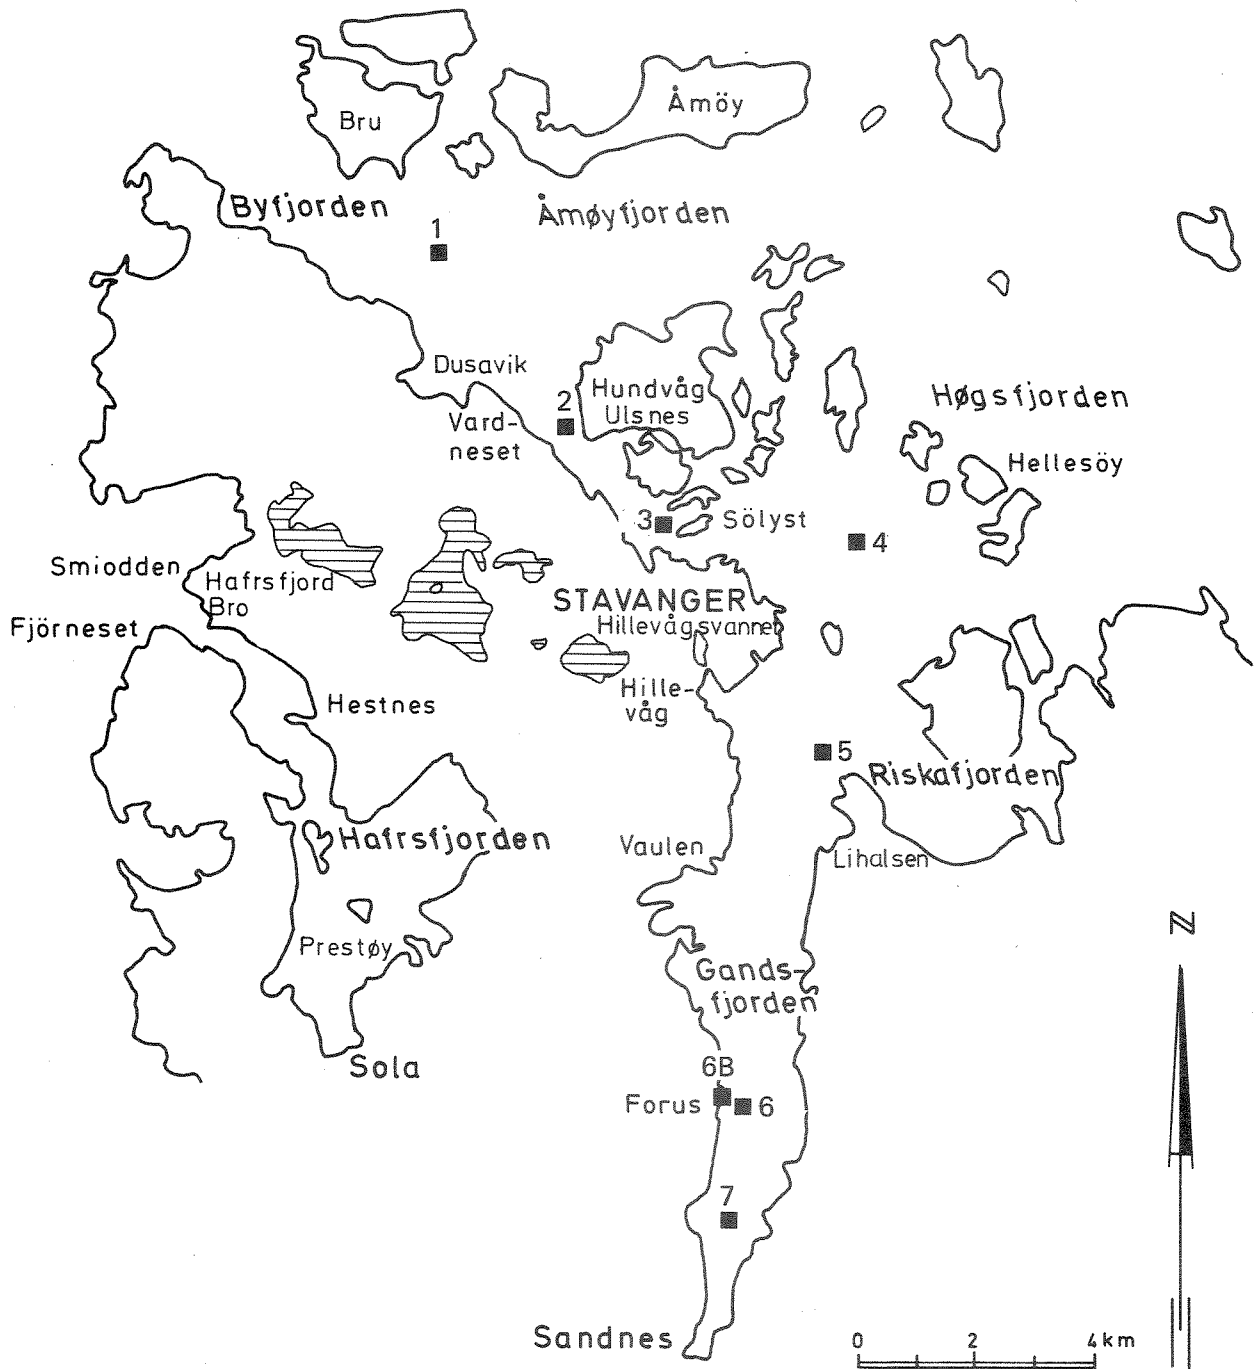 Bru
Åmöy
Byfjorden
Åmøyfjorden
1
Dusavik
Hundvåg
Ulsnes
2
Vard-
neset
Høgsfjorden
Hellesöy
3
Sölyst
4
Smiodden
Hafrsfjord
Bro
STAVANGER
Hillevågsvannet
Fjörneset
Hestnes
Hille-
våg
5
Riskafjorden
Hafrsfjorden
Vaulen
Lihalsen
Prestøy
Gands-
fjorden
N
Sola
6B
Forus
6
7
Sandnes
0 2 4 km